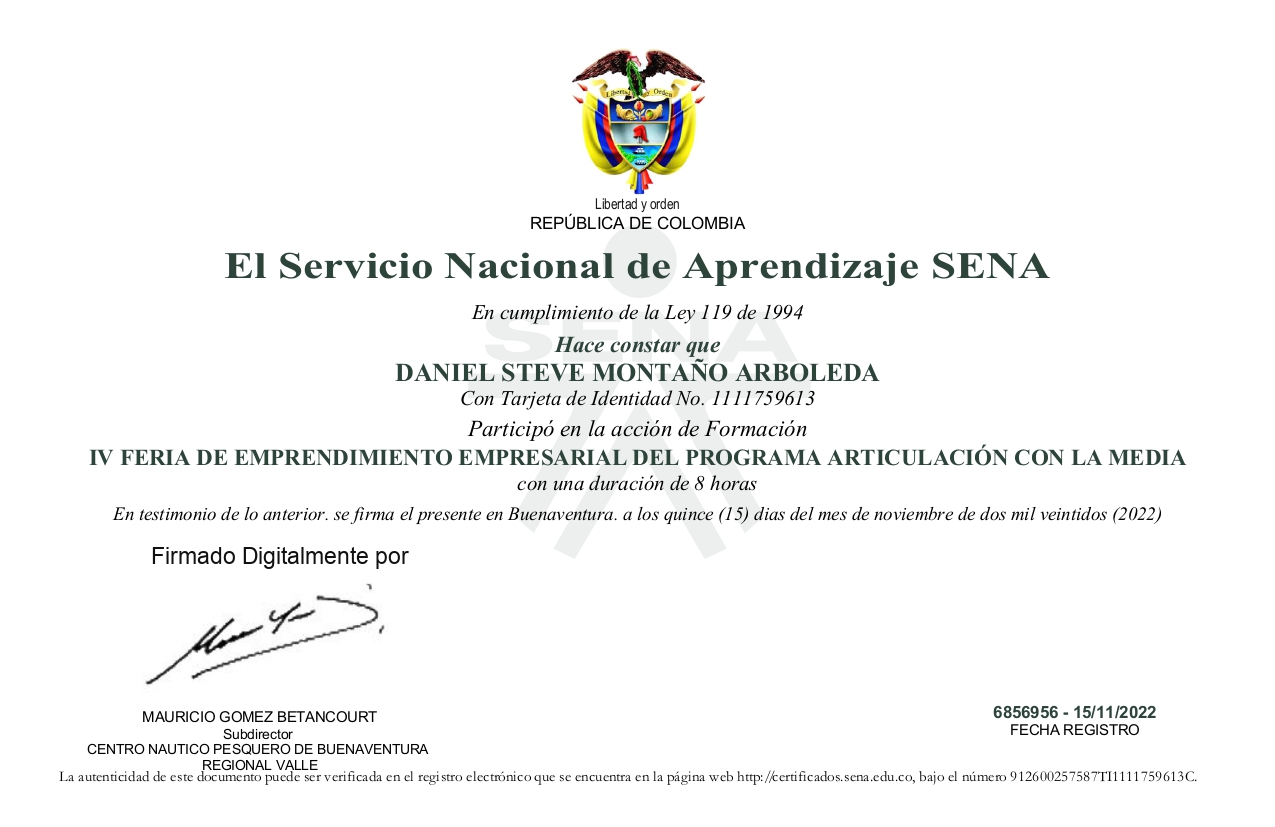 Libertad y Orden
Libertad y orden
REPÚBLICA DE COLOMBIA
El Servicio Nacional de Aprendizaje SENA
En cumplimiento de la Ley 119 de 1994
SENA
Hace constar que
DANIEL STEVE MONTAÑO ARBOLEDA
Con Tarjeta de Identidad No. 1111759613
Participó en la acción de Formación
IV FERIA DE EMPRENDIMIENTO EMPRESARIAL DEL PROGRAMA ARTICULACIÓN CON LA MEDIA
con una duración de 8 horas
En testimonio de lo anterior. se firma el presente en Buenaventura. a los quince (15) dias del mes de noviembre de dos mil veintidos (2022)
Firmado Digitalmente por
MAURICIO GOMEZ BETANCOURT
Subdirector
CENTRO NAUTICO PESQUERO DE BUENAVENTURA
REGIONAL VALLE
6856956 - 15/11/2022
FECHA REGISTRO
La autenticidad de este documento puede ser verificada en el registro electrónico que se encuentra en la página web http://certificados.sena.edu.co, bajo el número 912600257587TI1111759613C.